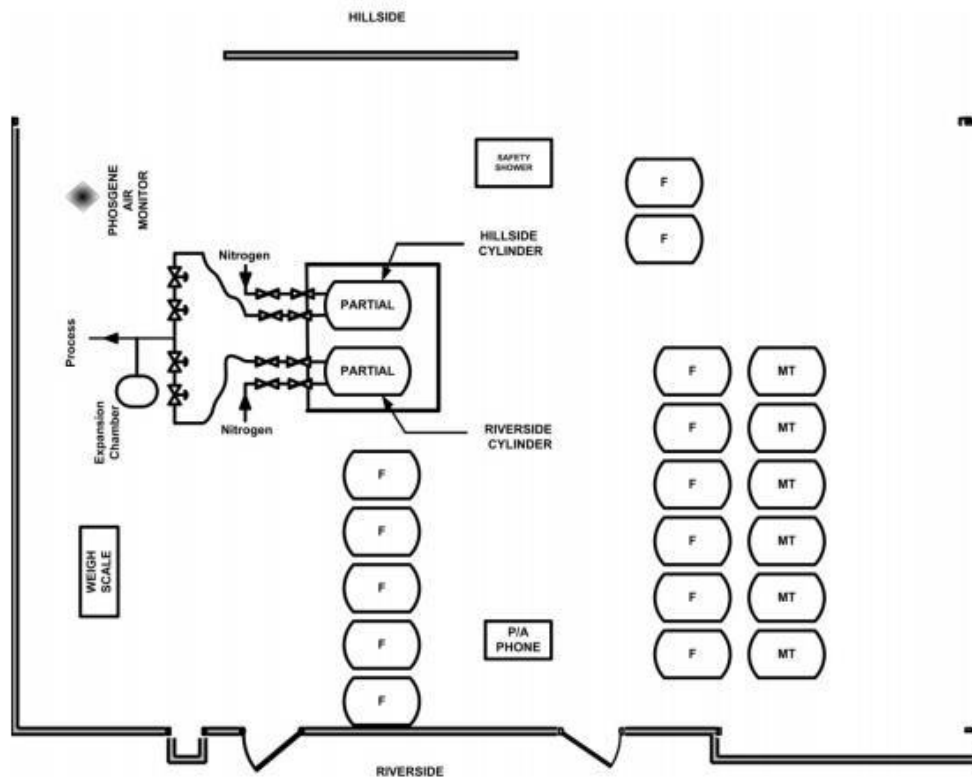 HILLSIDE
SAFETY
SHOWER
PHOSGENE
AIR
MONITOR
F
F
HILLSIDE
CYLINDER
Nitrogen
PARTIAL
Process
PARTIAL
Expansion
Chamber
Nitrogen
RIVERSIDE
CYLINDER
F MT
F MT
F MT
F MT
F MT
F MT
F
F
F
F
F
WEIGH
SCALE
P/A
PHONE
RIVERSIDE